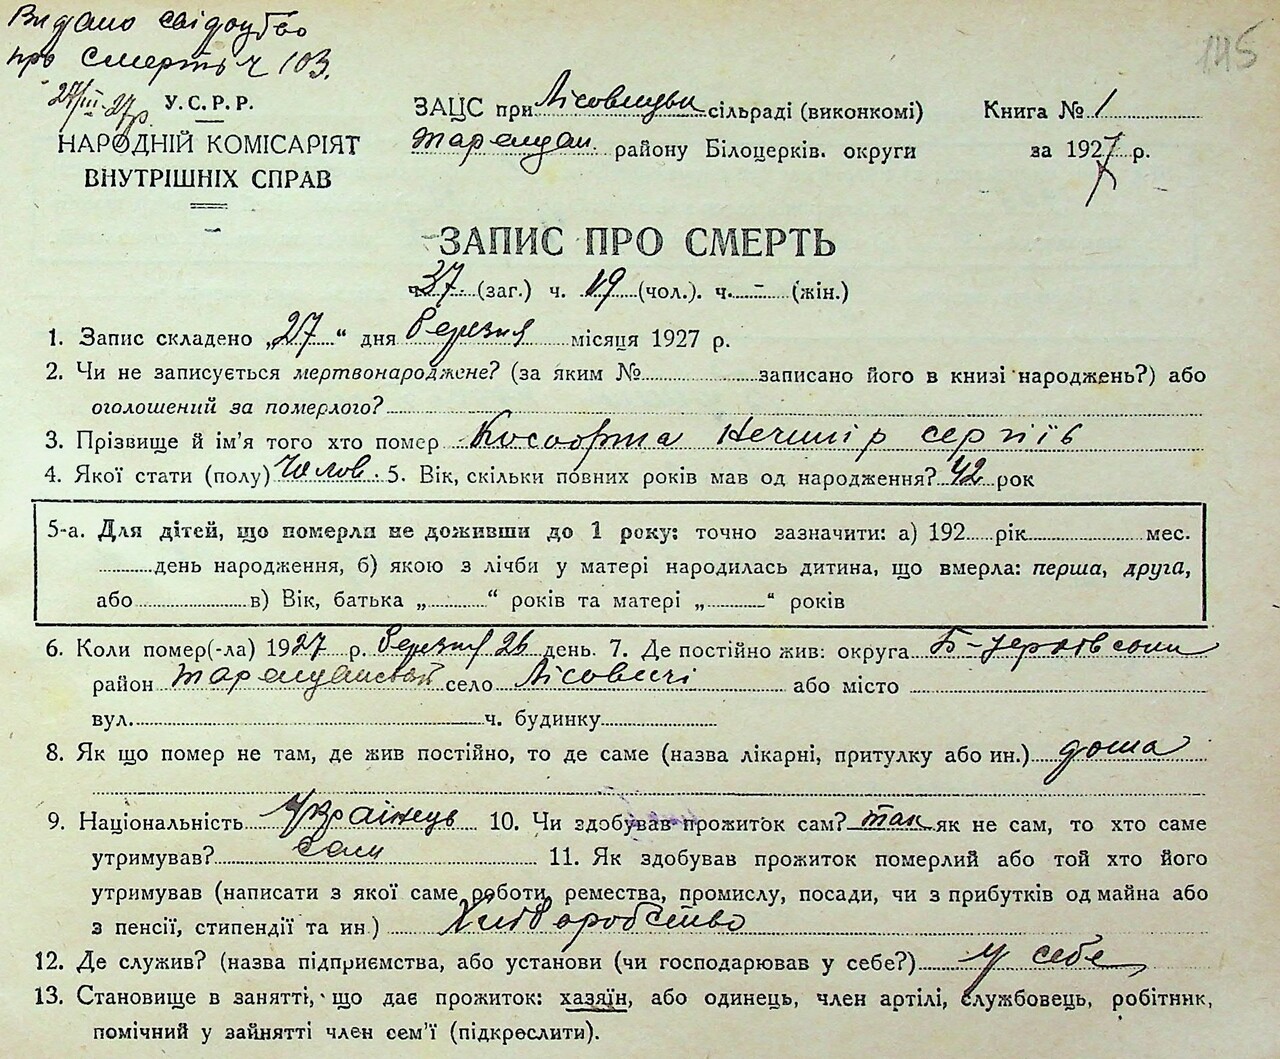 Видано свідоцтво
про смерть ч 103.
27/III 27р.
145
У.С.Р.Р.
НАРОДНІЙ КОМІСАРІЯТ
ВНУТРІШНІХ СПРАВ
ЗАЦС при Лісовицькій сільраді (виконкомі)
Таращан. району Білоцерків. округи
Книга № 1
за 1927 р.
ЗАПИС ПРО СМЕРТЬ
ч. 37. (заг.) ч. 19 (чол.). ч. - (жін.)
1. Запис складено „27“ дня березня місяця 1927 р.
2. Чи не записується мертвонароджене? (за яким № записано його в книзі народжень?) або
оголошений за померлого?
3. Прізвище й ім'я того хто помер Нечипір Сергіїв
4. Якої стати (полу) Чолов. 5. Вік, скільки повних років мав од народження? 42 рок
5-а. Для дітей, що померли не доживши до 1 року: точно зазначити: а) 192 рік мес.
день народження, б) якою з лічби у матері народилась дитина, що вмерла: перша, друга,
або в) Вік, батька „ “ років та матері „ “ років
6. Коли помер(-ла) 1927 р. березня 26 день. 7. Де постійно жив: округа Б-Церківська
район Таращанський село Лісовичі або місто
вул. ч. будинку
8. Як що помер не там, де жив постійно, то де саме (назва лікарні, притулку або ин.) дома
9. Національність Українець 10. Чи здобував прожиток сам? так як не сам, то хто саме
утримував? сам 11. Як здобував прожиток померлий або той хто його
утримував (написати з якої саме роботи, ремества, промислу, посади, чи з прибутків од майна або
з пенсії, стипендії та ин.) Хліборобство
12. Де служив? (назва підприємства, або установи (чи господарював у себе?) у себе
13. Становище в занятті, що дає прожиток: хазяїн, або одинець, член артілі, службовець, робітник,
помічний у зайнятті член сем'ї (підкреслити).